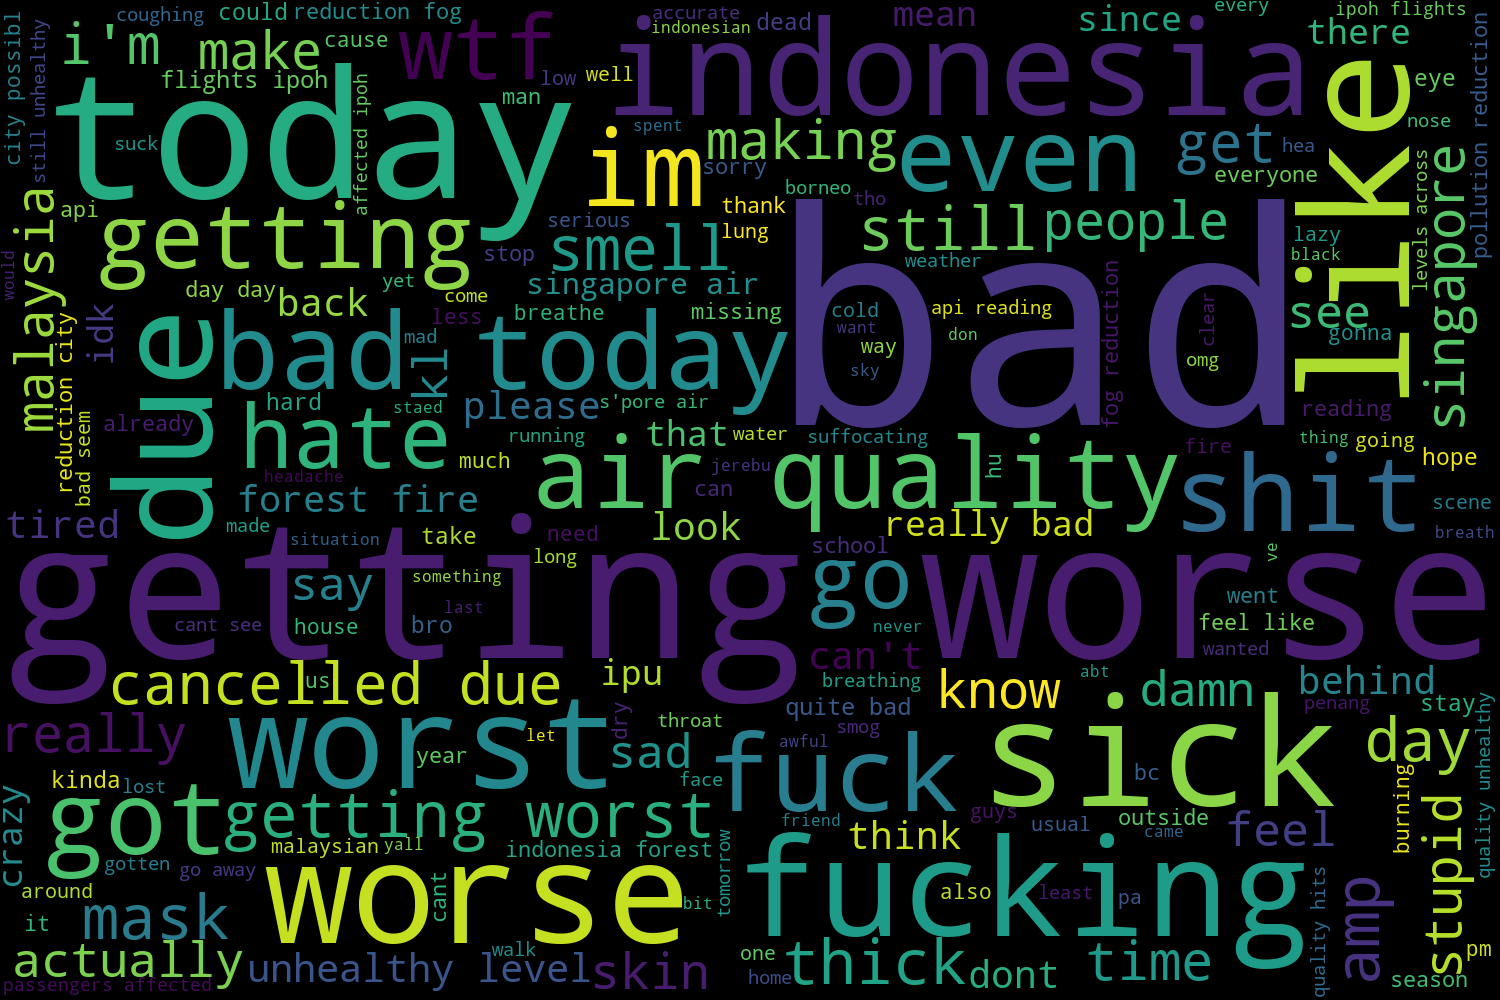 coughing
could
reduction fog
accurate
indonesian
dead
mean
since
every
ipoh flights
city possibl
still unhealthy
i'm
make
cause
wtf
indonesia
there
pollution reduction
flights ipoh
low
well
like
eye
today
affected ipoh
man
suck
spent
im
making
sorry
even
get
hea
nose
everyone
malaysia
api
getting
serious
smell
stop
thank
lung
borneo
tho
still
people
lazy
black
levels across
singapore
would
day day
back
yet
come
less
singapore air
breathe
missing
weather
bad
cold
want
way
sky
api reading
don
fog reduction
clear
omg
see
gonna
reduction city
idk
due
bad
mad
kl
today
reading
already
bad seem
hard
staed
please
s'pore air
hate
running
that
water
suffocating
fire
thing
going
hope
headache
much
air quality
jerebu
can
hu
shit
tired
forest fire
look
really bad
scene
made
situation
take
need
long
school
breath
getting
worse
say
something
last
go
ve
cant see
house
bro
never
went
feel like
wanted
cancelled due
us
ipu
can't
breathing
know
abt
damn
behind
penang
really
worst
dry
throat
quite bad
smog
sick
stay
day
quality unhealthy
year
let
sad
awful
fuck
bc
kinda
lost
face
crazy
got
getting worst
friend
guys
usual
outside
came
feel
burning
stupid
malaysian
yall
indonesia forest
tomorrow
think
gotten
go away
worse
fucking
around
cant
bit
also
least
pa
quality hits
amp
it
mask
actually
walk
one
thick
dont
time
pm
unhealthy level
skin
home
season
passengers affected